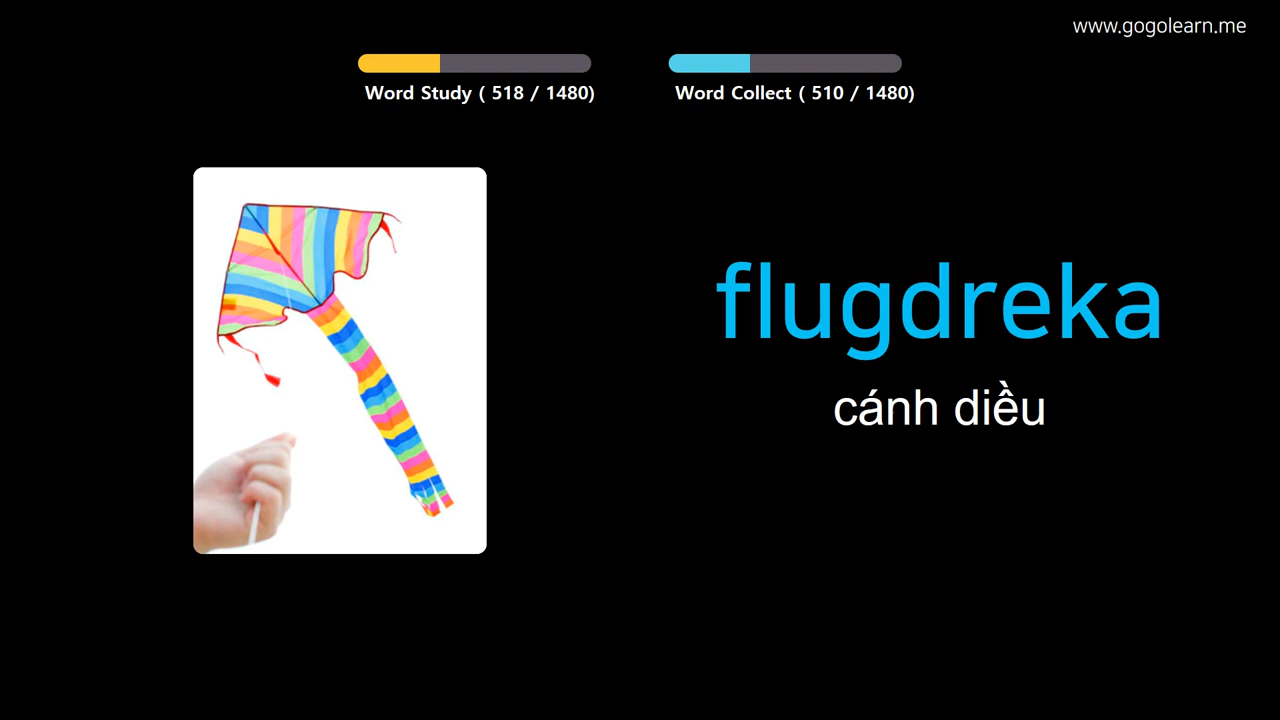 www.gogolearn.me
Word Study ( 518 / 1480)
Word Collect ( 510 / 1480)
flugdreka
cánh diều